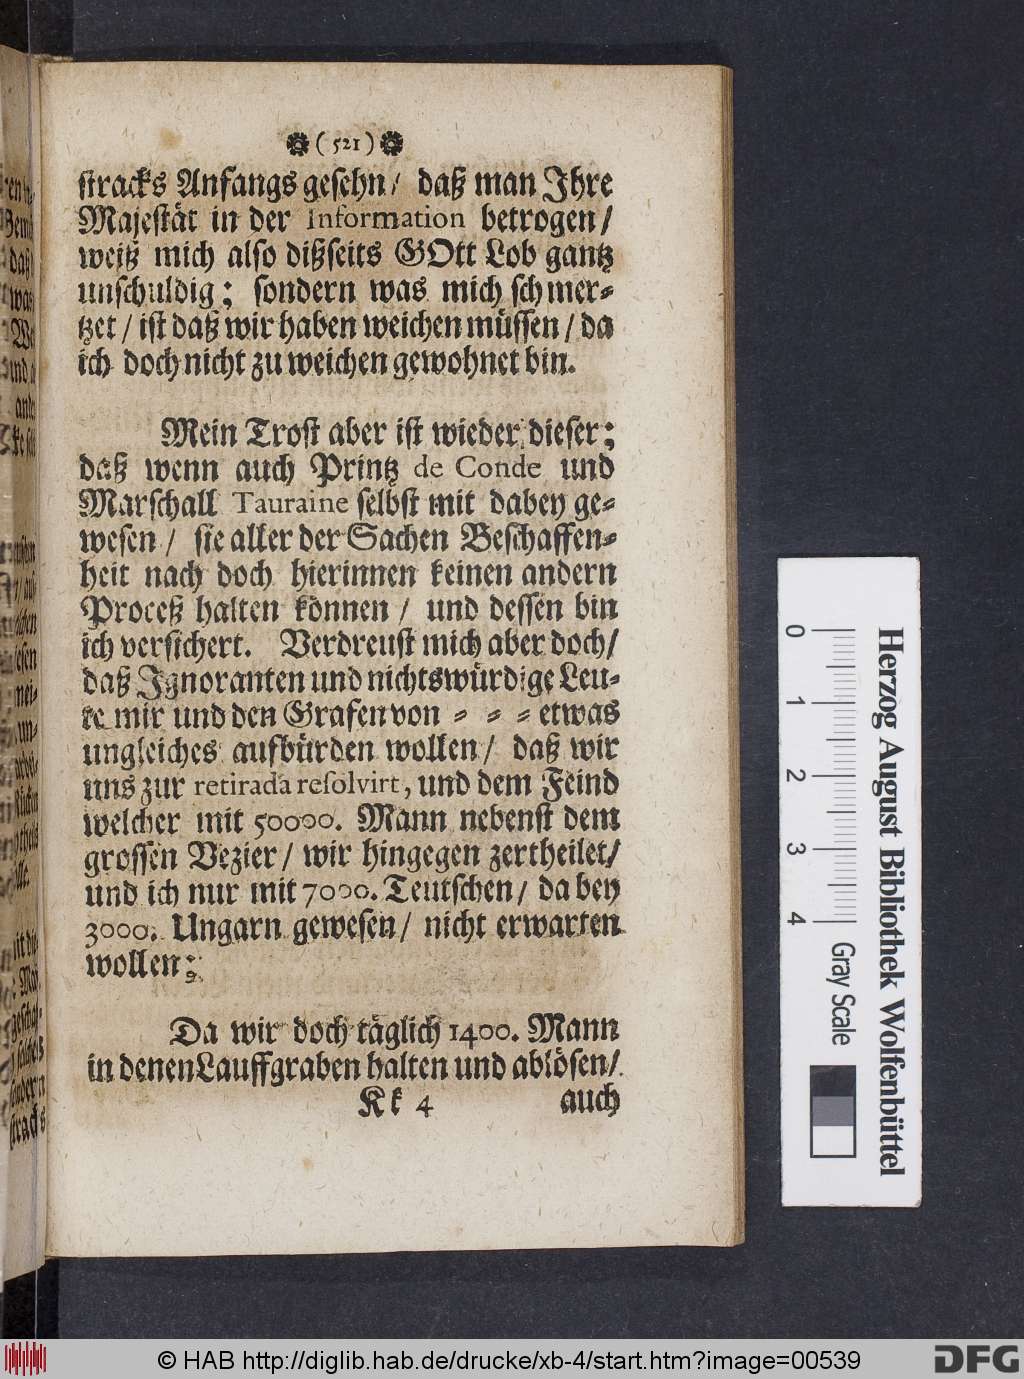 ( 521 )
stracks Anfangs gesehn / daß man Ihre
Majestät in der Information betrogen /
weiß mich also dißseits GOtt Lob gantz
unschuldig; sondern was mich schmer-
tzet / ist daß wir haben weichen müssen / da
ich doch nicht zu weichen gewohnet bin.
Mein Trost aber ist wieder dieser;
daß wenn auch Printz de Conde und
Marschall Tauraine selbst mit dabey ge-
wesen / sie aller der Sachen Beschaffen-
heit nach doch hierinnen keinen andern
Proceß halten können / und dessen bin
ich versichert. Verdreust mich aber doch /
daß Ignoranten und nichtswürdige Leu-
te mir und den Grafen von - - - etwas
ungleiches aufbürden wollen / daß wir
uns zur retirada resolvirt, und dem Feind
welcher mit 50000. Mann nebenst dem
grossen Vezier / wir hingegen zertheilet /
und ich nur mit 7000. Teutschen / da bey
3000. Ungarn gewesen / nicht erwarten
wollen;
Da wir doch täglich 1400. Mann
in denen Lauffgraben halten und ablösen /
Kk 4 auch
0 1 2 3 4
Gray Scale
Herzog August Bibliothek Wolfenbüttel
© HAB http://diglib.hab.de/drucke/xb-4/start.htm?image=00539
DFG